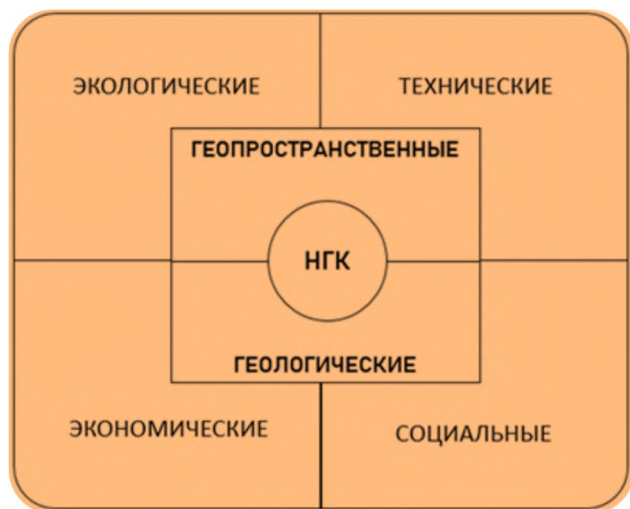 ЭКОЛОГИЧЕСКИЕ
ТЕХНИЧЕСКИЕ
ГЕОПРОСТРАНСТВЕННЫЕ
НГК
ГЕОЛОГИЧЕСКИЕ
ЭКОНОМИЧЕСКИЕ
СОЦИАЛЬНЫЕ